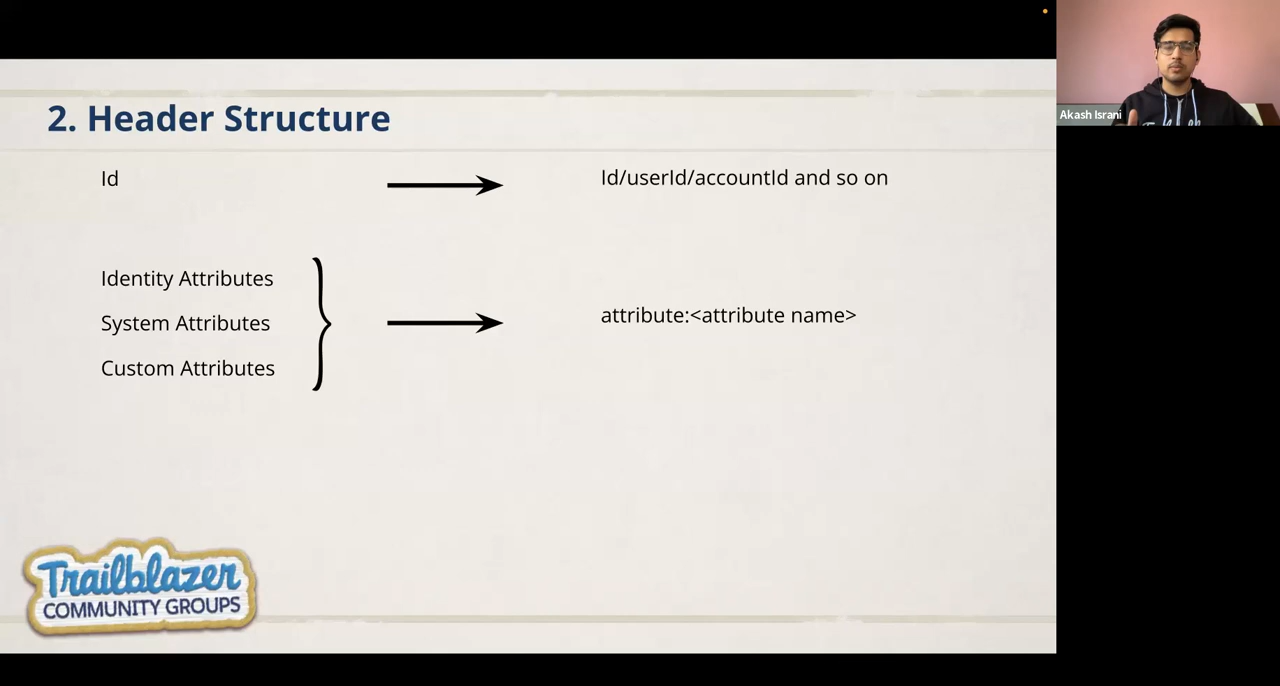 2. Header Structure
Id
Id/userId/accountId and so on
Identity Attributes
System Attributes
Custom Attributes
attribute:<attribute name>
Trailblazer
COMMUNITY GROUPS
Akash Israni